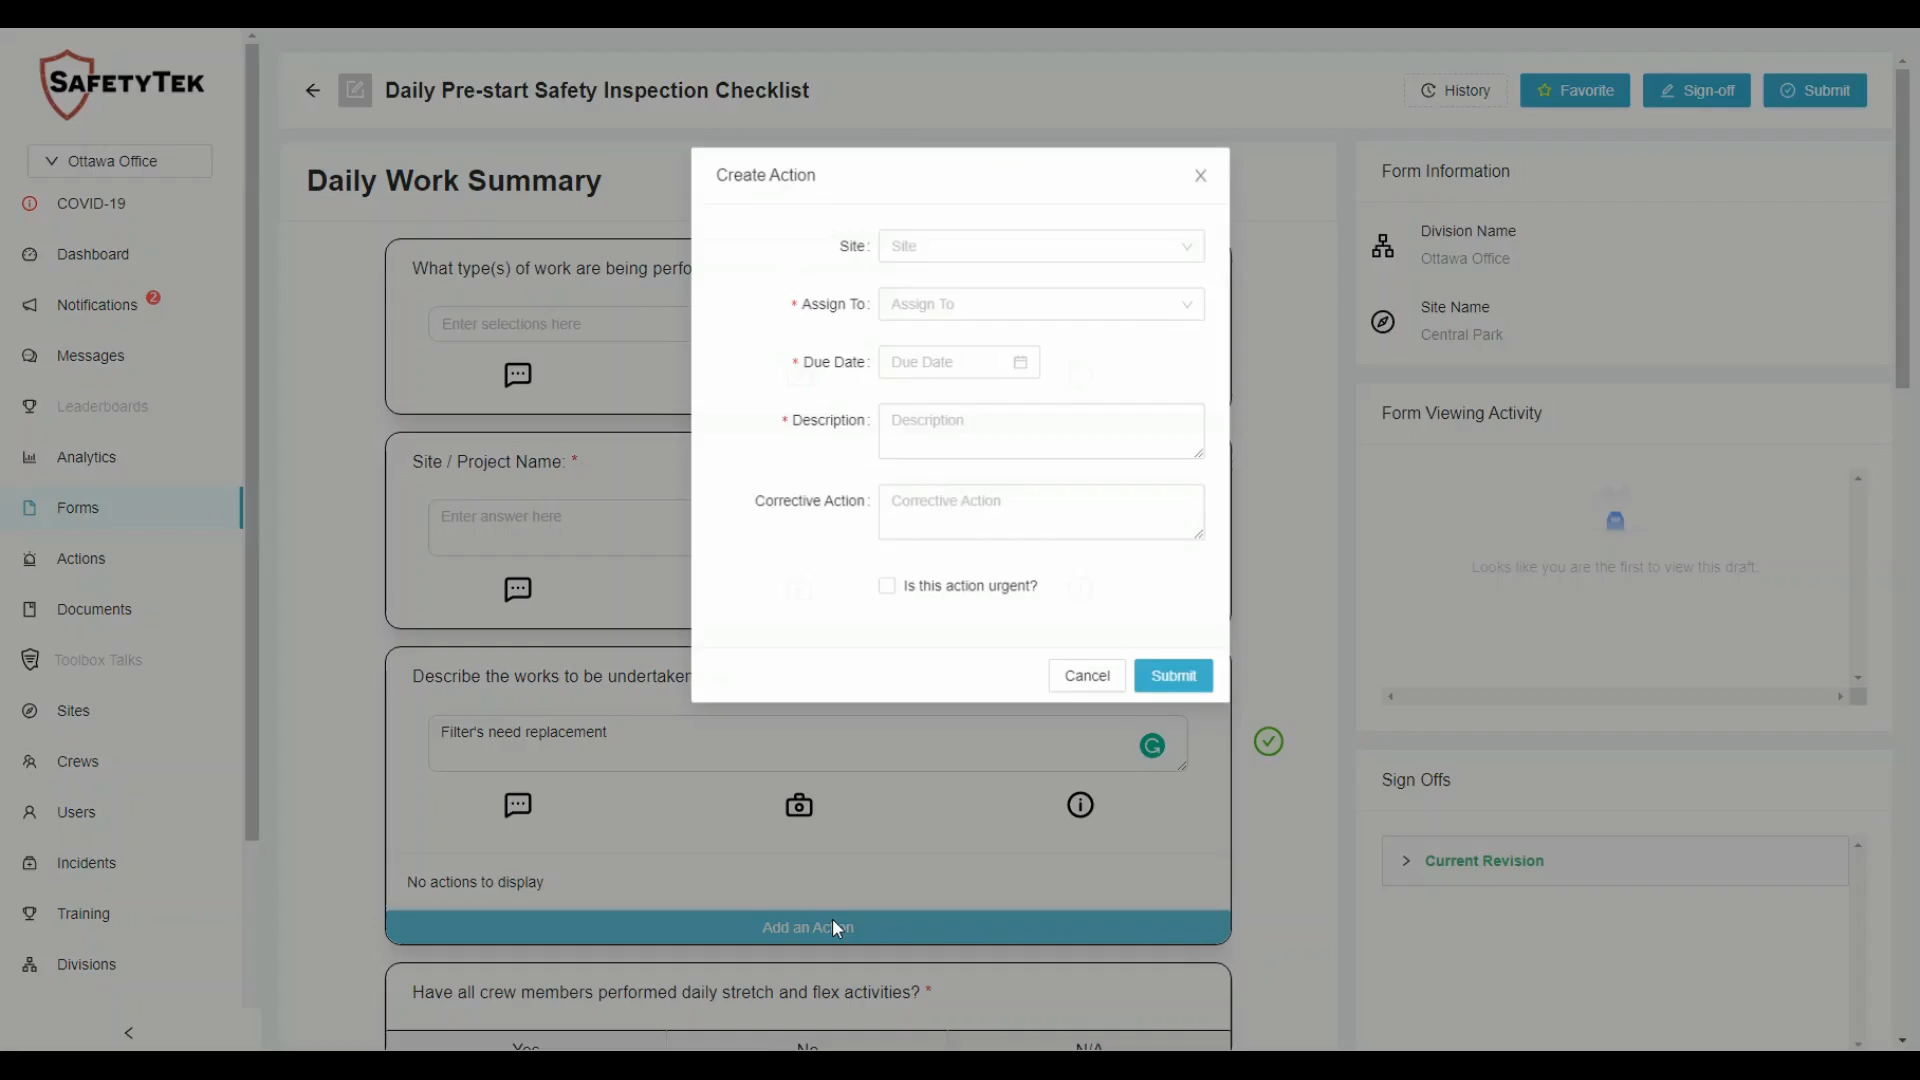 SAFETYTEK
Ottawa Office
COVID-19
Dashboard
Notifications 2
Messages
Leaderboards
Analytics
Forms
Actions
Documents
Toolbox Talks
Sites
Crews
Users
Incidents
Training
Divisions
Daily Pre-start Safety Inspection Checklist
History
Favorite
Sign-off
Submit
Daily Work Summary
What type(s) of work are being perfo
Enter selections here
Site / Project Name: *
Enter answer here
Describe the works to be undertaken
Filter's need replacement
No actions to display
Add an Action
Have all crew members performed daily stretch and flex activities? *
Yes No N/A
Create Action
Site: Site
* Assign To: Assign To
* Due Date: Due Date
* Description: Description
Corrective Action: Corrective Action
Is this action urgent?
Cancel Submit
Form Information
Division Name
Ottawa Office
Site Name
Central Park
Form Viewing Activity
Looks like you are the first to view this draft.
Sign Offs
Current Revision